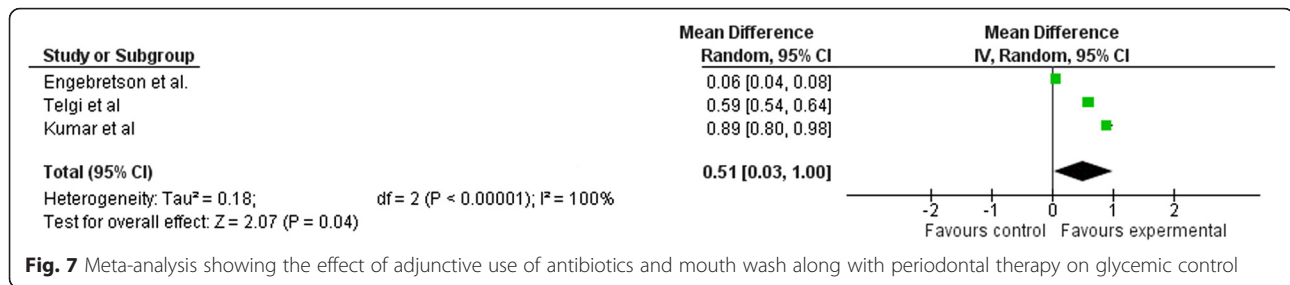 Mean Difference Mean Difference
Study or Subgroup Random, 95% CI IV, Random, 95% CI
Engebretson et al. 0.06 [0.04, 0.08]
Telgi et al 0.59 [0.54, 0.64]
Kumar et al 0.89 [0.80, 0.98]
Total (95% CI) 0.51 [0.03, 1.00]
Heterogeneity: Tau² = 0.18; df = 2 (P < 0.00001); I² = 100%
Test for overall effect: Z = 2.07 (P = 0.04)
-2 -1 0 1 2
Favours control Favours expermental
Fig. 7 Meta-analysis showing the effect of adjunctive use of antibiotics and mouth wash along with periodontal therapy on glycemic control